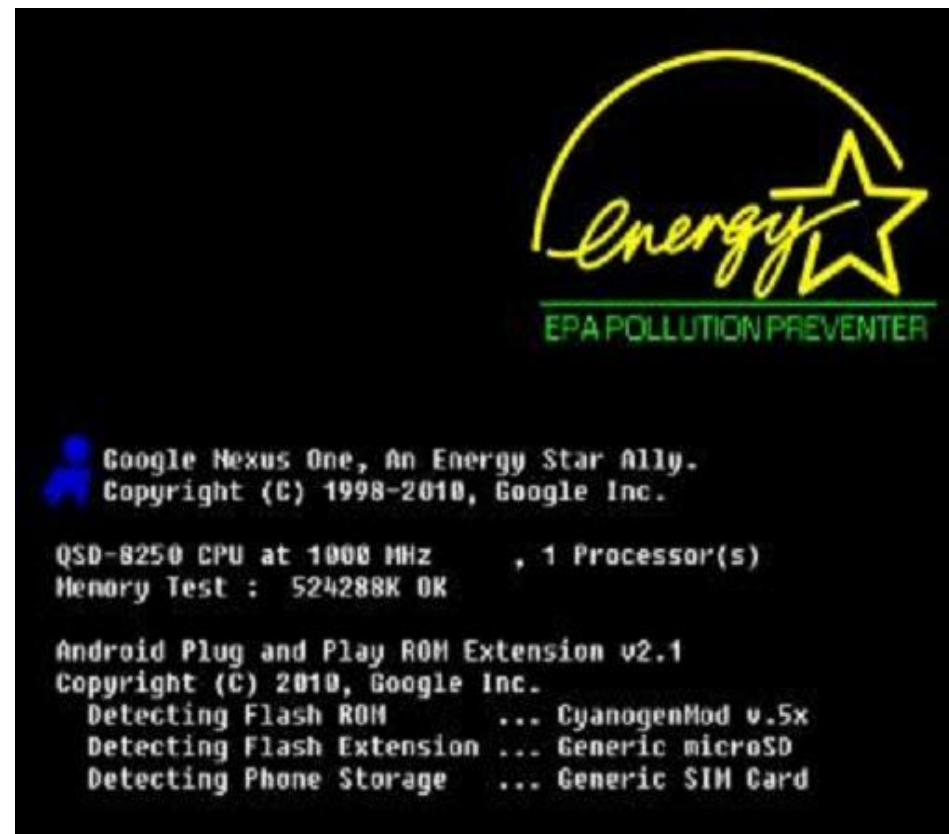 energy
EPA POLLUTION PREVENTER
Google Nexus One, An Energy Star Ally.
Copyright (C) 1998-2010, Google Inc.
QSD-8250 CPU at 1000 MHz , 1 Processor(s)
Memory Test : 524288K OK
Android Plug and Play ROM Extension v2.1
Copyright (C) 2010, Google Inc.
Detecting Flash ROM ... CyanogenMod v.5x
Detecting Flash Extension ... Generic microSD
Detecting Phone Storage ... Generic SIM Card